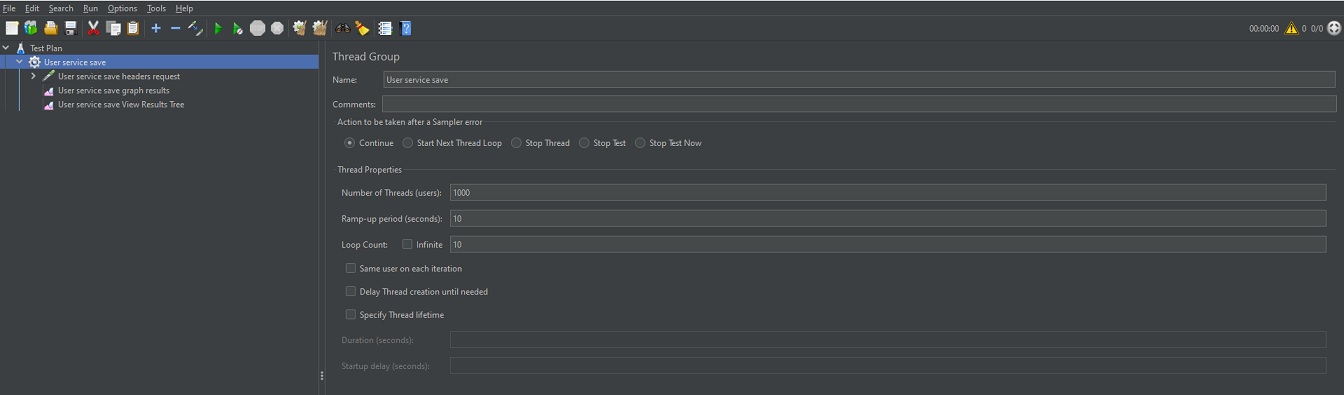 File Edit Search Run Options Tools Help
00:00:00 0 0/0
Test Plan
User service save
User service save headers request
User service save graph results
User service save View Results Tree
Thread Group
Name: User service save
Comments:
Action to be taken after a Sampler error
Continue Start Next Thread Loop Stop Thread Stop Test Stop Test Now
Thread Properties
Number of Threads (users): 1000
Ramp-up period (seconds): 10
Loop Count: Infinite 10
Same user on each iteration
Delay Thread creation until needed
Specify Thread lifetime
Duration (seconds):
Startup delay (seconds):